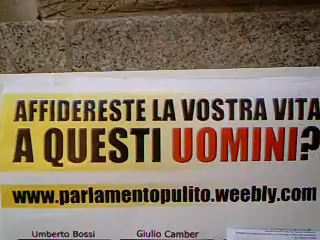 AFFIDERESTE LA VOSTRA VITA
A QUESTI UOMINI?
www.parlamentopulito.weebly.com
Umberto Bossi
Giulio Camber